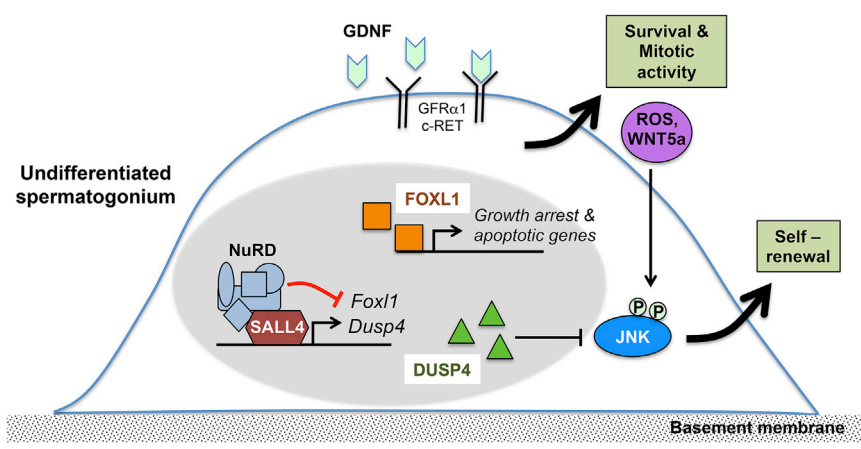 GDNF
Survival &
Mitotic
activity
GFRα1
c-RET
ROS,
WNT5a
Undifferentiated
spermatogonium
FOXL1
Growth arrest &
apoptotic genes
Self –
renewal
NuRD
Foxl1
SALL4
Dusp4
P P
JNK
DUSP4
Basement membrane